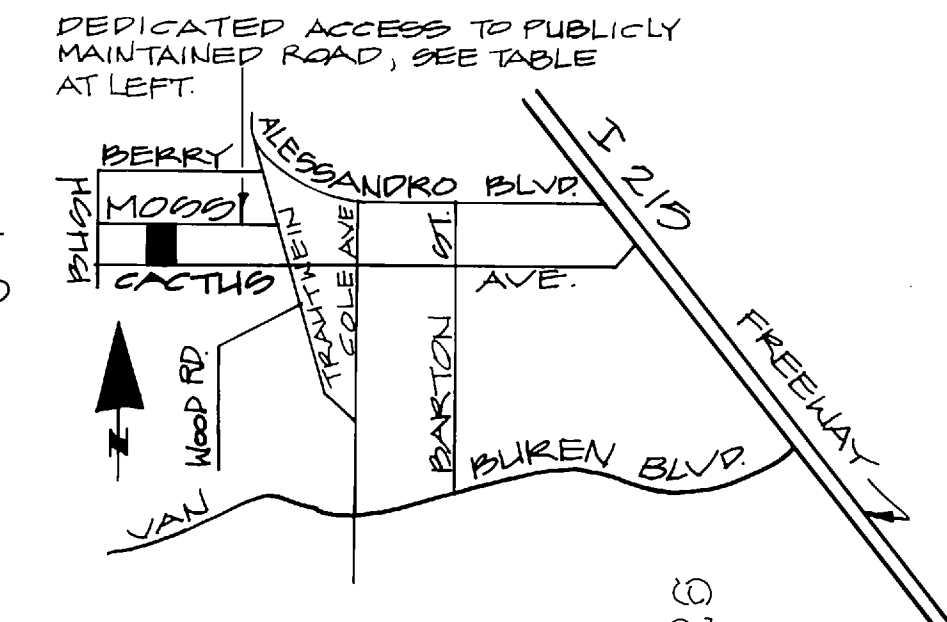 DEDICATED ACCESS TO PUBLICLY
MAINTAINED ROAD, SEE TABLE
AT LEFT.
BERRY
ALESSANDRO BLVD.
I 215
FREEWAY
BUSH
MOSS
CACTUS AVE.
TRAUTWEIN
COLE AVE
BARTON ST.
WOOD RD.
N
VAN BUREN BLVD.